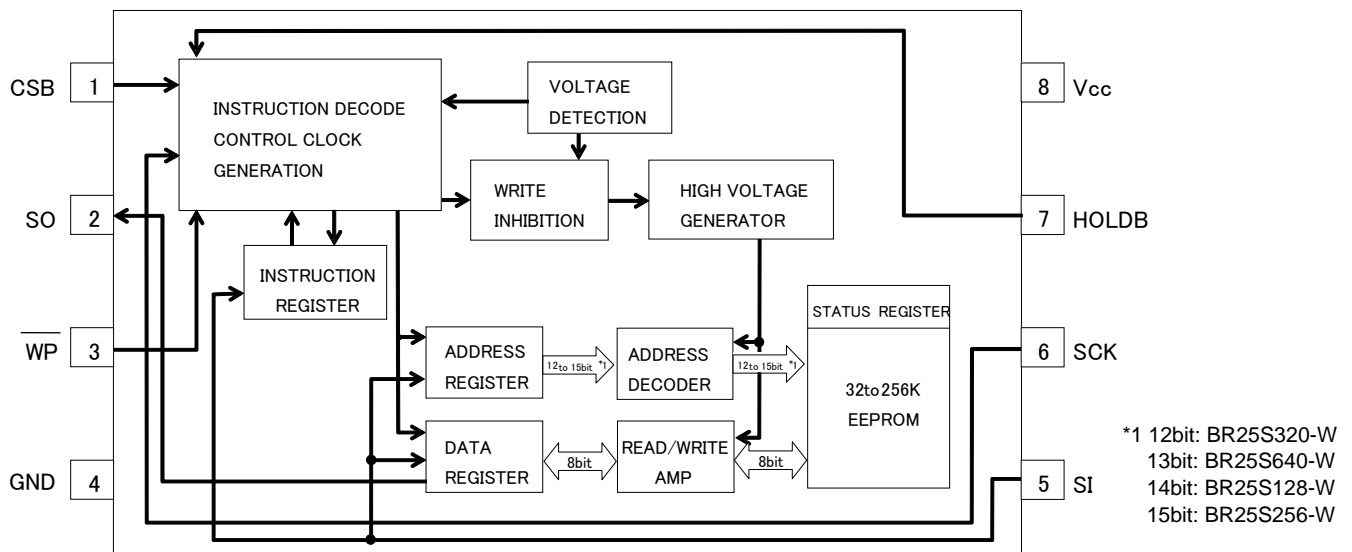 CSB 1
SO 2
WP 3
GND 4
INSTRUCTION DECODE
CONTROL CLOCK
GENERATION
VOLTAGE
DETECTION
WRITE
INHIBITION
HIGH VOLTAGE
GENERATOR
INSTRUCTION
REGISTER
ADDRESS
REGISTER
12to 15bit *1
ADDRESS
DECODER
12to 15bit *1
STATUS REGISTER
32to256K
EEPROM
DATA
REGISTER
8bit
READ/WRITE
AMP
8bit
8 Vcc
7 HOLDB
6 SCK
5 SI
*1 12bit: BR25S320-W
13bit: BR25S640-W
14bit: BR25S128-W
15bit: BR25S256-W